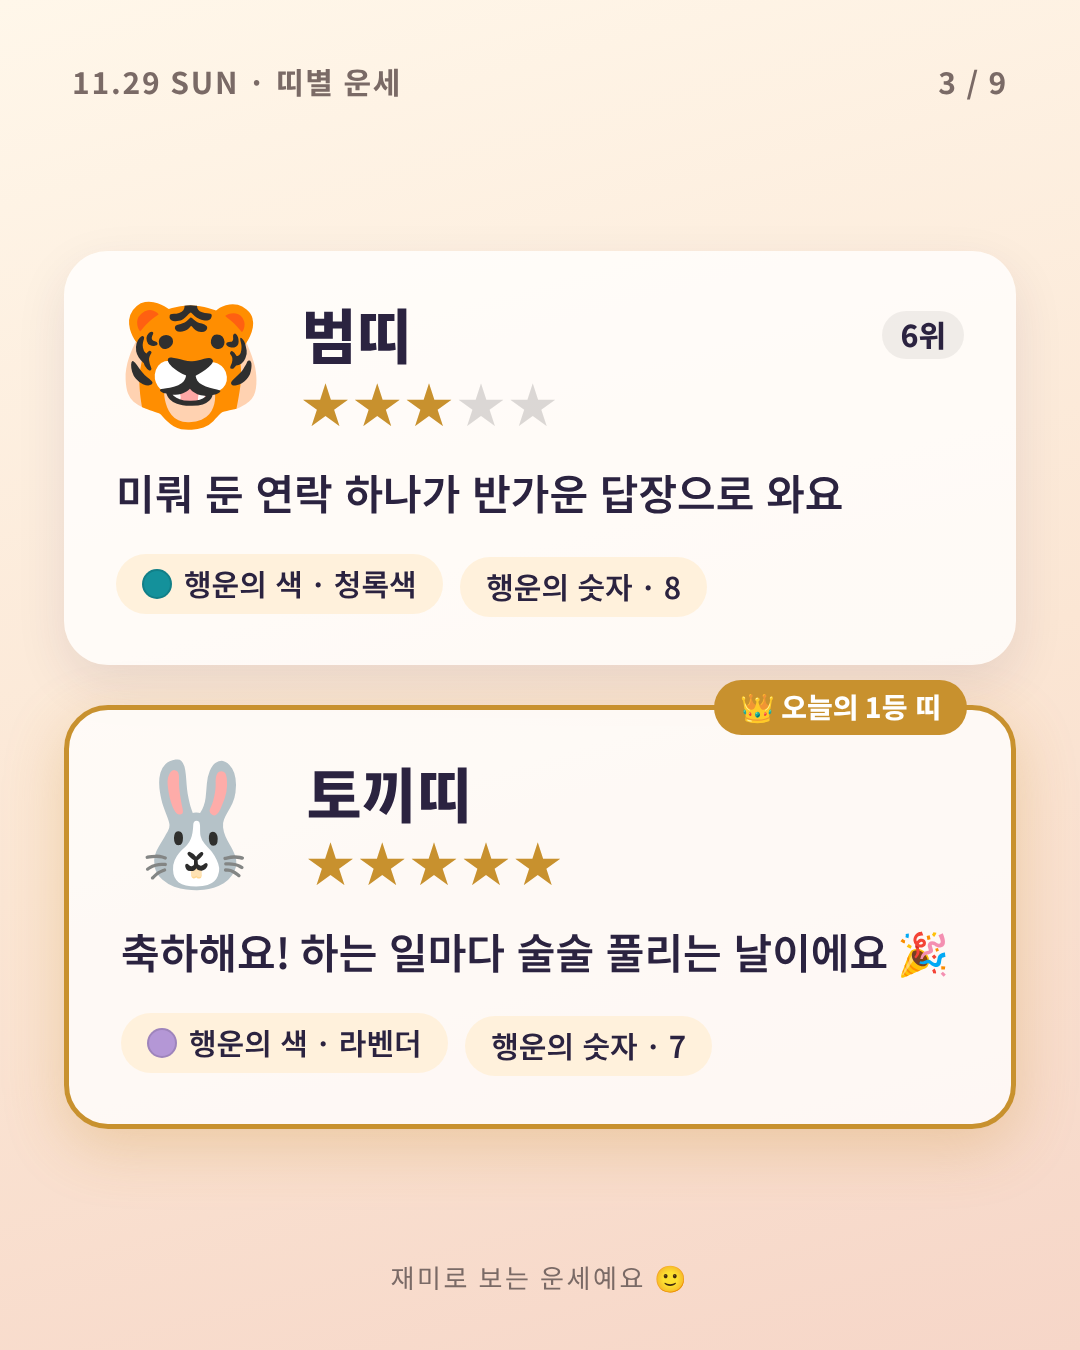 11.29 SUN · 띠별 운세
3 / 9
범띠
6위
★★★★★
미뤄 둔 연락 하나가 반가운 답장으로 와요
행운의 색 · 청록색
행운의 숫자 · 8
👑 오늘의 1등 띠
토끼띠
★★★★★
축하해요! 하는 일마다 술술 풀리는 날이에요 🎉
행운의 색 · 라벤더
행운의 숫자 · 7
재미로 보는 운세예요 🙂